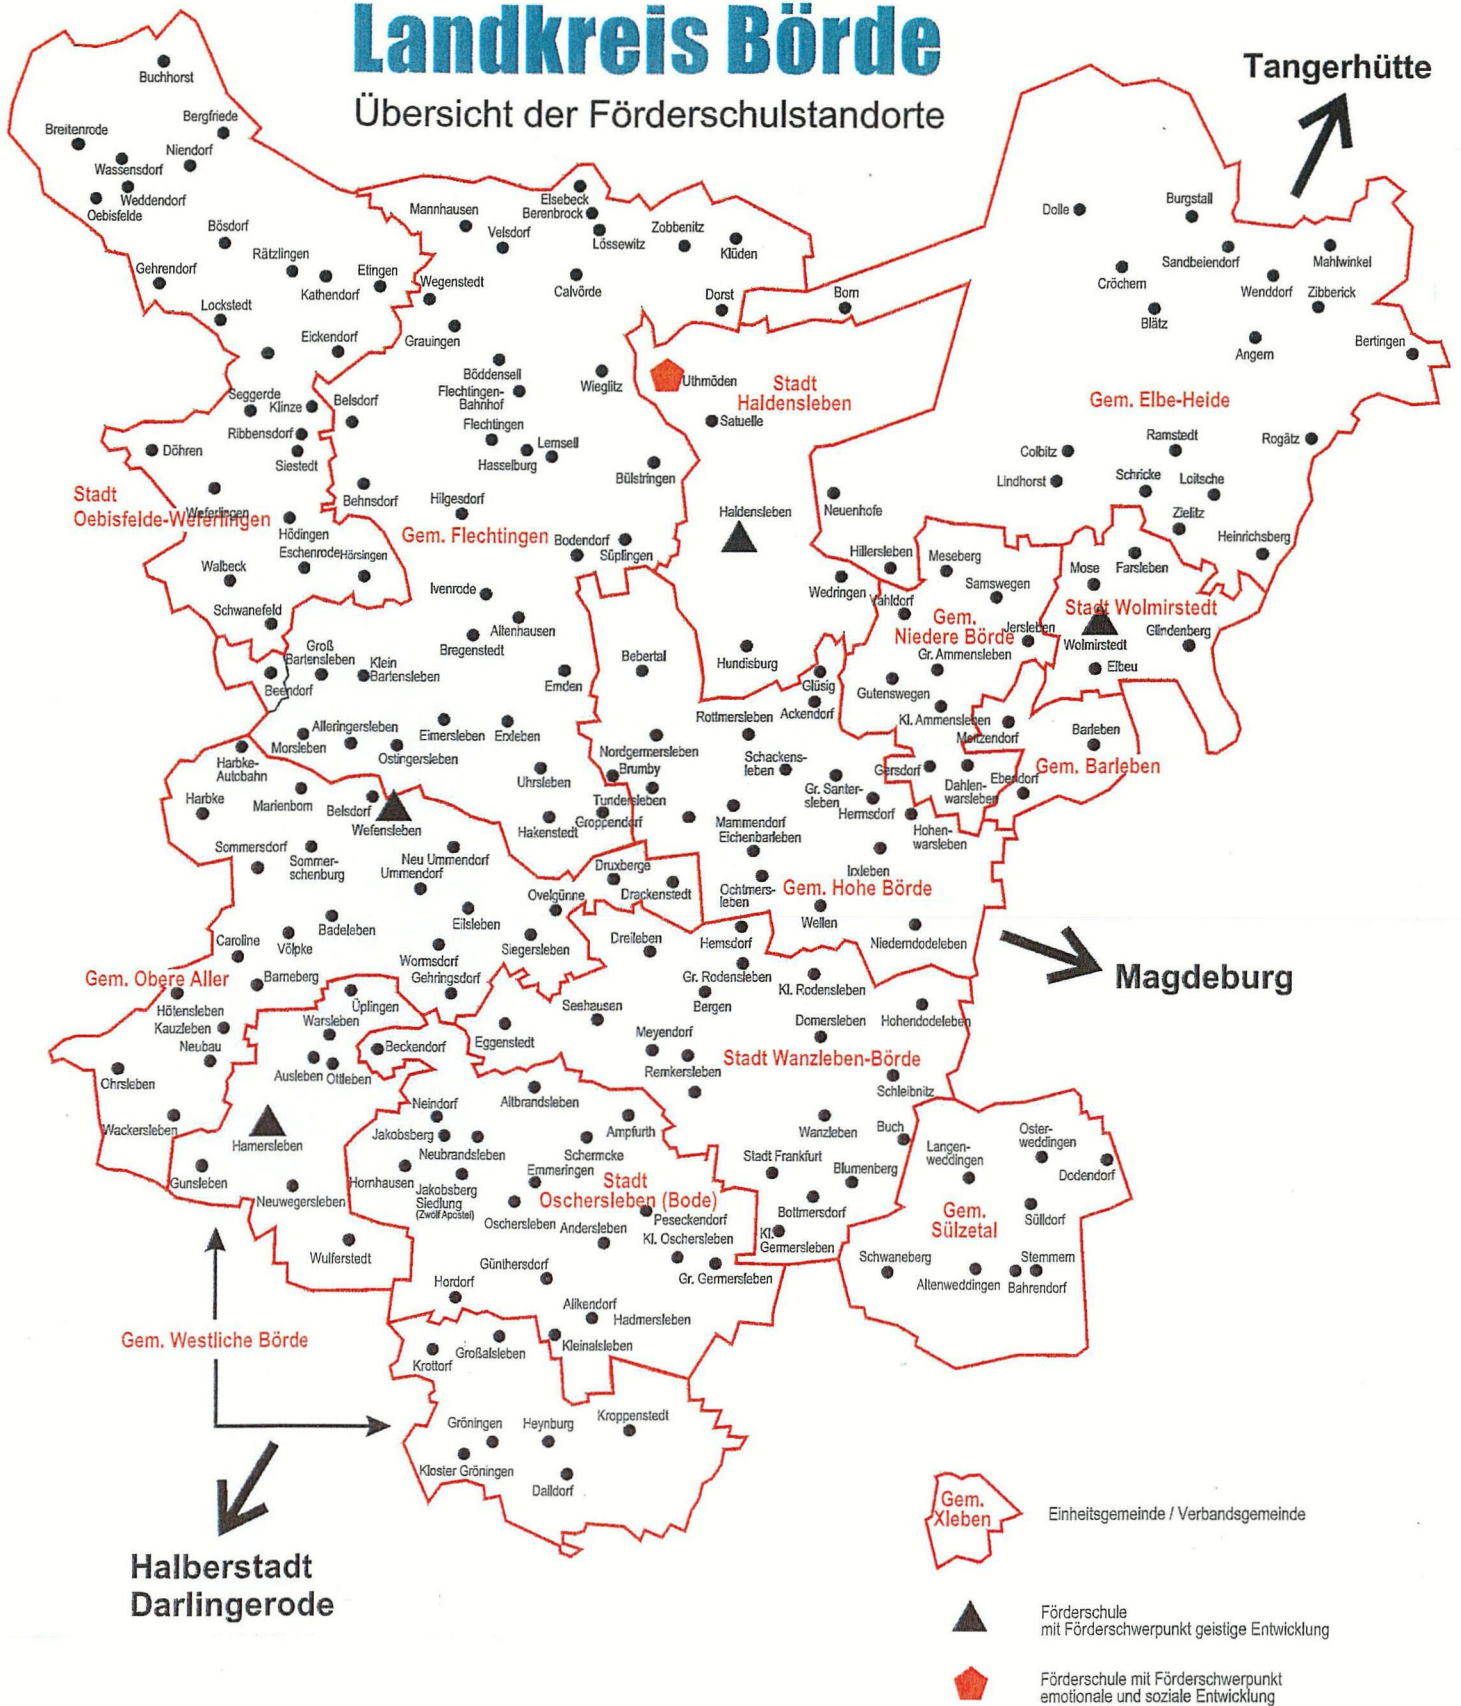 Landkreis Börde
Übersicht der Förderschulstandorte
Tangerhütte
Buchhorst
Bergfriede
Breitenrode
Niendorf
Wassensdorf
Weddendorf
Oebisfelde
Bösdorf
Rätzlingen
Gehrendorf
Kathendorf
Etingen
Lockstedt
Eickendorf
Mannhausen
Velsdorf
Elsebeck
Berenbrock
Lössewitz
Zobbenitz
Klüden
Wegenstedt
Calvörde
Dorst
Born
Grauingen
Dolle
Burgstall
Sandbeiendorf
Mahlwinkel
Cröchern
Wenddorf
Zibberick
Blätz
Angern
Bertingen
Böddensell
Flechtingen-
Bahnhof
Wieglitz
Uthmöden
Stadt
Haldensleben
Satuelle
Gem. Elbe-Heide
Seggerde
Klinze
Belsdorf
Ribbensdorf
Siestedt
Döhren
Flechtingen
Lemsell
Hasselburg
Bülstringen
Colbitz
Ramstedt
Rogätz
Lindhorst
Schricke
Loitsche
Zielitz
Heinrichsberg
Stadt
Oebisfelde-Weferlingen
Weferlingen
Behnsdorf
Hilgesdorf
Gem. Flechtingen
Hödingen
Eschenrode
Hörsingen
Walbeck
Schwanefeld
Bodendorf
Süplingen
Haldensleben
Neuenhofe
Hillersleben
Meseberg
Samswegen
Mose
Farsleben
Wedringen
Vahldorf
Stadt Wolmirstedt
Gem.
Niedere Börde
Jersleben
Wolmirstedt
Glindenberg
Gr. Ammensleben
Elbeu
Ivenrode
Altenhausen
Bregenstedt
Groß
Bartensleben
Klein
Bartensleben
Beendorf
Emden
Bebertal
Hundisburg
Glüsig
Ackendorf
Gutenswegen
Kl. Ammensleben
Meitzendorf
Barleben
Gem. Barleben
Alleringersleben
Morsleben
Ostingersleben
Eimersleben
Erxleben
Rottmersleben
Nordgermersleben
Brumby
Schackens-
leben
Gersdorf
Dahlen-
warsleben
Ebendorf
Harbke-
Autobahn
Harbke
Marienborn
Belsdorf
Wefensleben
Uhrsleben
Tundersleben
Hakenstedt
Groppendorf
Gr. Santer-
sleben
Hermsdorf
Mammendorf
Eichenbarleben
Hohen-
warsleben
Sommersdorf
Sommer-
schenburg
Neu Ummendorf
Ummendorf
Druxberge
Drackenstedt
Ovelgünne
Irxleben
Ochtmers-
leben
Gem. Hohe Börde
Wellen
Niederndodeleben
Badeleben
Eilsleben
Caroline
Völpke
Wormsdorf
Siegersleben
Dreileben
Hemsdorf
Magdeburg
Gem. Obere Aller
Barneberg
Gehringsdorf
Gr. Rodensleben
Kl. Rodensleben
Hötensleben
Üplingen
Bergen
Kauzleben
Warsleben
Seehausen
Neubau
Beckendorf
Eggenstedt
Meyendorf
Domersleben
Hohendodeleben
Stadt Wanzleben-Börde
Ohrsleben
Ausleben
Ottleben
Remkersleben
Schleibnitz
Wackersleben
Hamersleben
Neindorf
Altbrandsleben
Ampfurth
Jakobsberg
Neubrandsleben
Schermcke
Wanzleben
Buch
Langen-
weddingen
Oster-
weddingen
Dodendorf
Gunsleben
Neuwegersleben
Hornhausen
Jakobsberg
Siedlung
(Zwölf Apostel)
Emmeringen
Stadt
Oschersleben (Bode)
Stadt Frankfurt
Blumenberg
Bottmersdorf
Gem.
Sülzetal
Sülldorf
Oschersleben
Andersleben
Peseckendorf
Kl. Oschersleben
Kl.
Germersleben
Wulferstedt
Günthersdorf
Gr. Germersleben
Schwaneberg
Altenweddingen
Stemmern
Bahrendorf
Hordorf
Alikendorf
Hadmersleben
Gem. Westliche Börde
Krottorf
Großalsleben
Kleinalsleben
Gröningen
Heynburg
Kroppenstedt
Kloster Gröningen
Dalldorf
Halberstadt
Darlingerode
Gem.
Xleben
Einheitsgemeinde / Verbandsgemeinde
Förderschule
mit Förderschwerpunkt geistige Entwicklung
Förderschule mit Förderschwerpunkt
emotionale und soziale Entwicklung